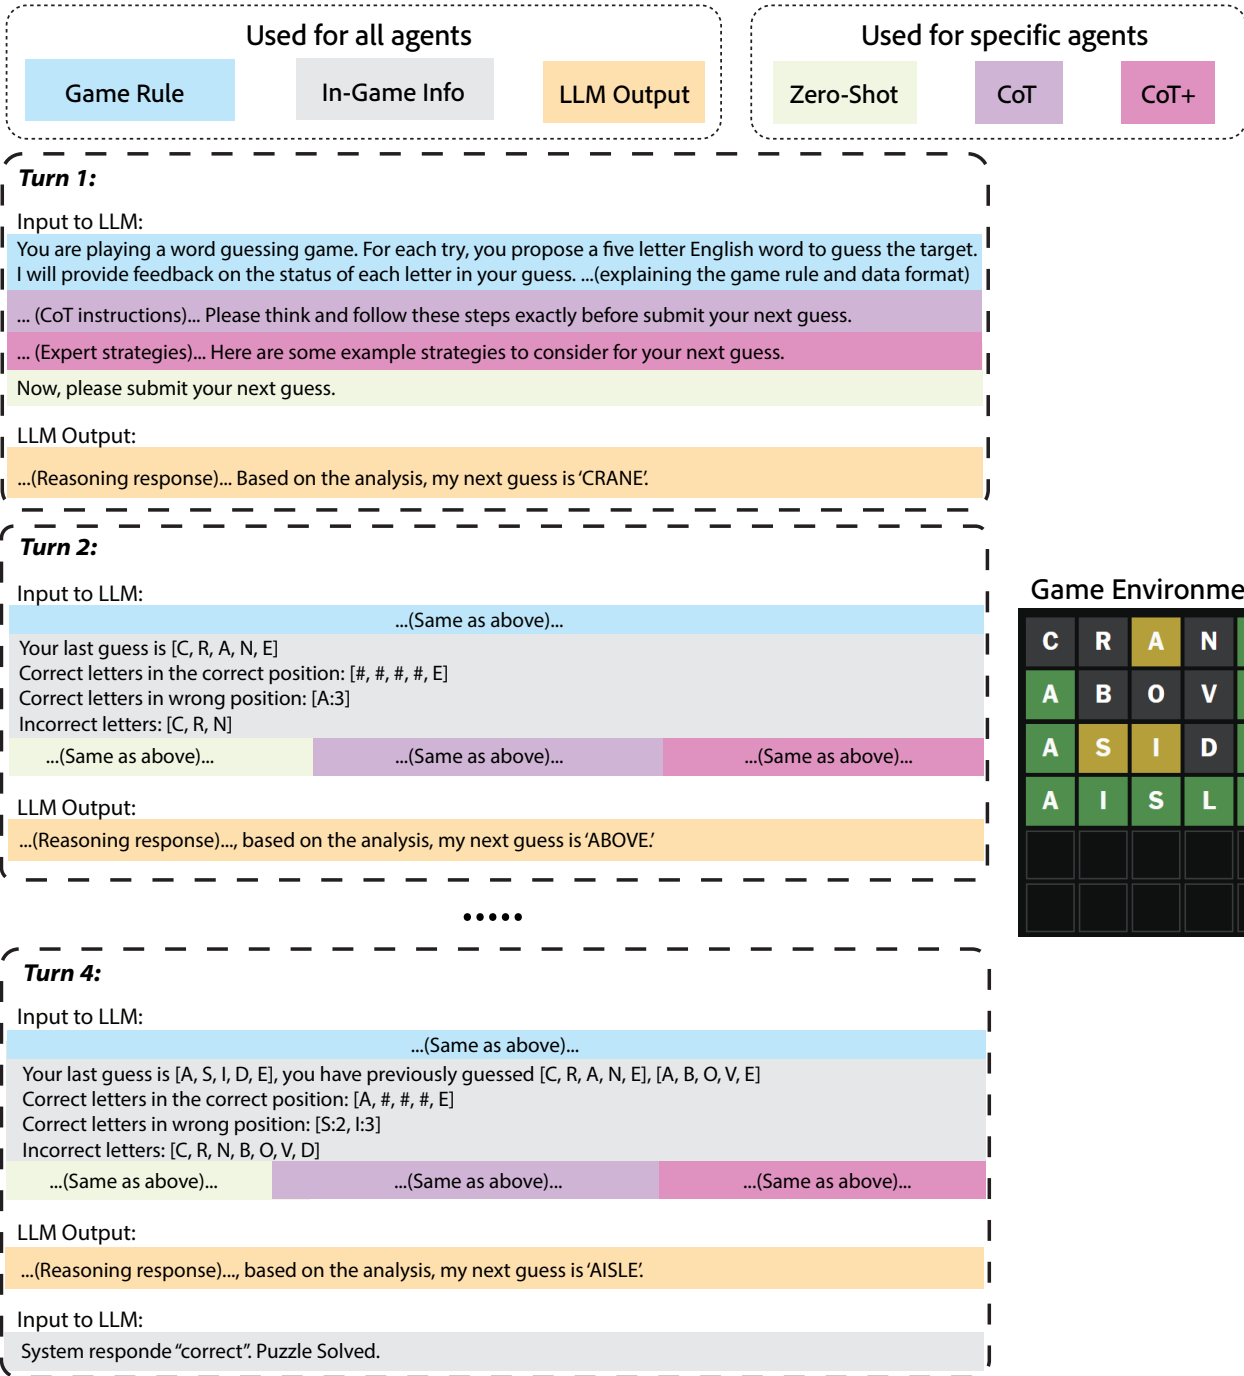 Used for all agents
Game Rule
In-Game Info
LLM Output
Used for specific agents
Zero-Shot
CoT
CoT+
Turn 1:
Input to LLM:
You are playing a word guessing game. For each try, you propose a five letter English word to guess the target.
I will provide feedback on the status of each letter in your guess. ...(explaining the game rule and data format)
... (CoT instructions)... Please think and follow these steps exactly before submit your next guess.
... (Expert strategies)... Here are some example strategies to consider for your next guess.
Now, please submit your next guess.
LLM Output:
...(Reasoning response)... Based on the analysis, my next guess is 'CRANE'.
Turn 2:
Input to LLM:
...(Same as above)...
Your last guess is [C, R, A, N, E]
Correct letters in the correct position: [#, #, #, #, E]
Correct letters in wrong position: [A:3]
Incorrect letters: [C, R, N]
...(Same as above)...
...(Same as above)...
...(Same as above)...
LLM Output:
...(Reasoning response)..., based on the analysis, my next guess is 'ABOVE.'
.....
Turn 4:
Input to LLM:
...(Same as above)...
Your last guess is [A, S, I, D, E], you have previously guessed [C, R, A, N, E], [A, B, O, V, E]
Correct letters in the correct position: [A, #, #, #, E]
Correct letters in wrong position: [S:2, I:3]
Incorrect letters: [C, R, N, B, O, V, D]
...(Same as above)...
...(Same as above)...
...(Same as above)...
LLM Output:
...(Reasoning response)..., based on the analysis, my next guess is 'AISLE'.
Input to LLM:
System responde "correct". Puzzle Solved.
Game Environme
C R A N
A B O V
A S I D
A I S L